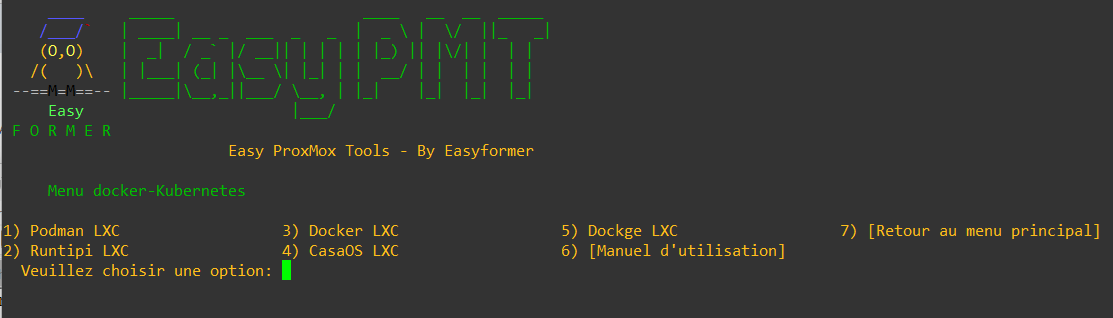 EasyPMT
(O,O)
Easy
F O R M E R
Easy ProxMox Tools - By Easyformer
Menu docker-Kubernetes
1) Podman LXC 3) Docker LXC 5) Dockge LXC 7) [Retour au menu principal]
2) Runtipi LXC 4) CasaOS LXC 6) [Manuel d'utilisation]
Veuillez choisir une option: